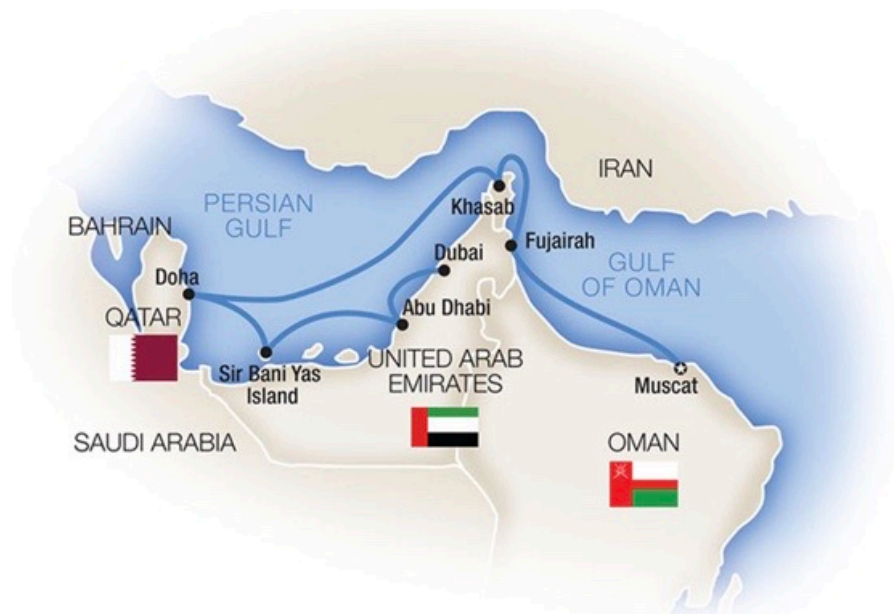 IRAN
PERSIAN
GULF
Khasab
BAHRAIN
Fujairah
Dubai
GULF
OF OMAN
Doha
Abu Dhabi
QATAR
UNITED ARAB
EMIRATES
Sir Bani Yas
Island
Muscat
SAUDI ARABIA
OMAN